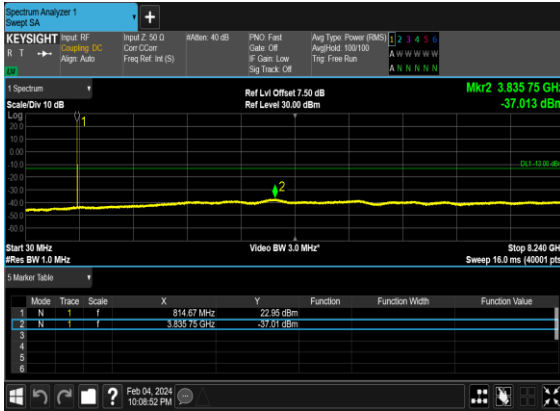 Spectrum Analyzer 1
Swept SA
KEYSIGHT
R T
LW
Input: RF
Coupling: DC
Align: Auto
Input Z: 50 Ω
Corr CCorr
Freq Ref: Int (S)
#Atten: 40 dB
PNO: Fast
Gate: Off
IF Gain: Low
Sig Track: Off
Avg Type: Power (RMS)
Avg|Hold: 100/100
Trig: Free Run
1 2 3 4 5 6
A W W W W W
A N N N N N
1 Spectrum
Scale/Div 10 dB
Ref Lvl Offset 7.50 dB
Ref Level 30.00 dBm
Mkr2 3.835 75 GHz
-37.013 dBm
Log
20.0
10.0
0.00
-10.0
-20.0
-30.0
-40.0
-50.0
-60.0
1
2
DL1 -13.00 dBm
Start 30 MHz
#Res BW 1.0 MHz
Video BW 3.0 MHz*
Stop 8.240 GHz
Sweep 16.0 ms (40001 pts)
5 Marker Table
Mode Trace Scale X Y Function Function Width Function Value
1 N 1 f 814.67 MHz 22.95 dBm
2 N 1 f 3.835 75 GHz -37.01 dBm
3
4
5
6
Feb 04, 2024
10:08:52 PM